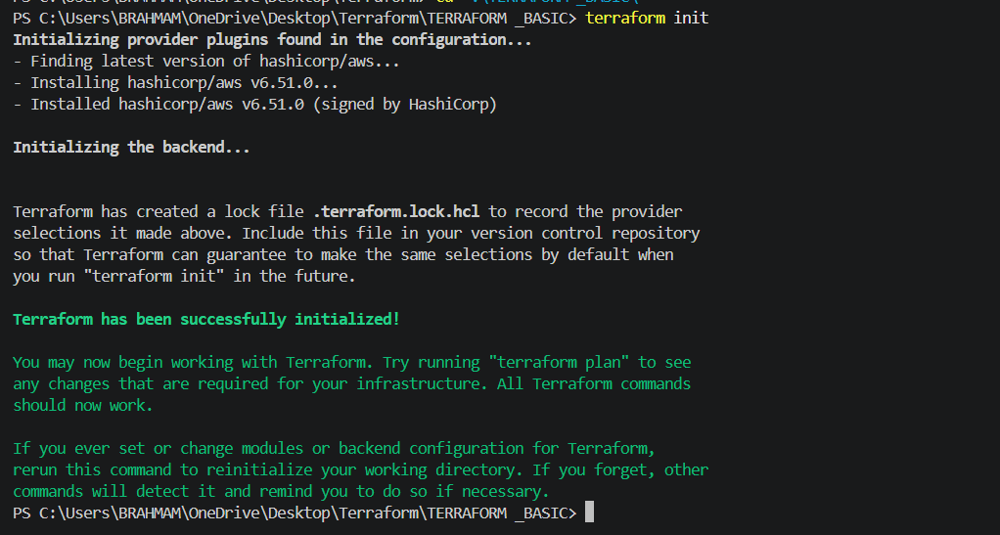 PS C:\Users\BRAHMAM\OneDrive\Desktop\Terraform\TERRAFORM _BASIC> terraform init
Initializing provider plugins found in the configuration...
- Finding latest version of hashicorp/aws...
- Installing hashicorp/aws v6.51.0...
- Installed hashicorp/aws v6.51.0 (signed by HashiCorp)
Initializing the backend...
Terraform has created a lock file .terraform.lock.hcl to record the provider
selections it made above. Include this file in your version control repository
so that Terraform can guarantee to make the same selections by default when
you run "terraform init" in the future.
Terraform has been successfully initialized!
You may now begin working with Terraform. Try running "terraform plan" to see
any changes that are required for your infrastructure. All Terraform commands
should now work.
If you ever set or change modules or backend configuration for Terraform,
rerun this command to reinitialize your working directory. If you forget, other
commands will detect it and remind you to do so if necessary.
PS C:\Users\BRAHMAM\OneDrive\Desktop\Terraform\TERRAFORM _BASIC>